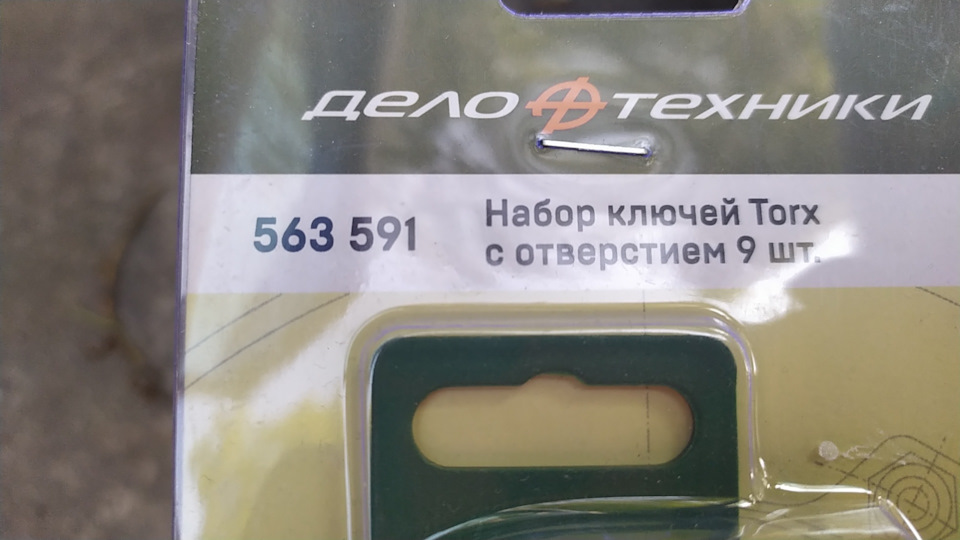 дело техники
563 591
Набор ключей Torx
с отверстием 9 шт.